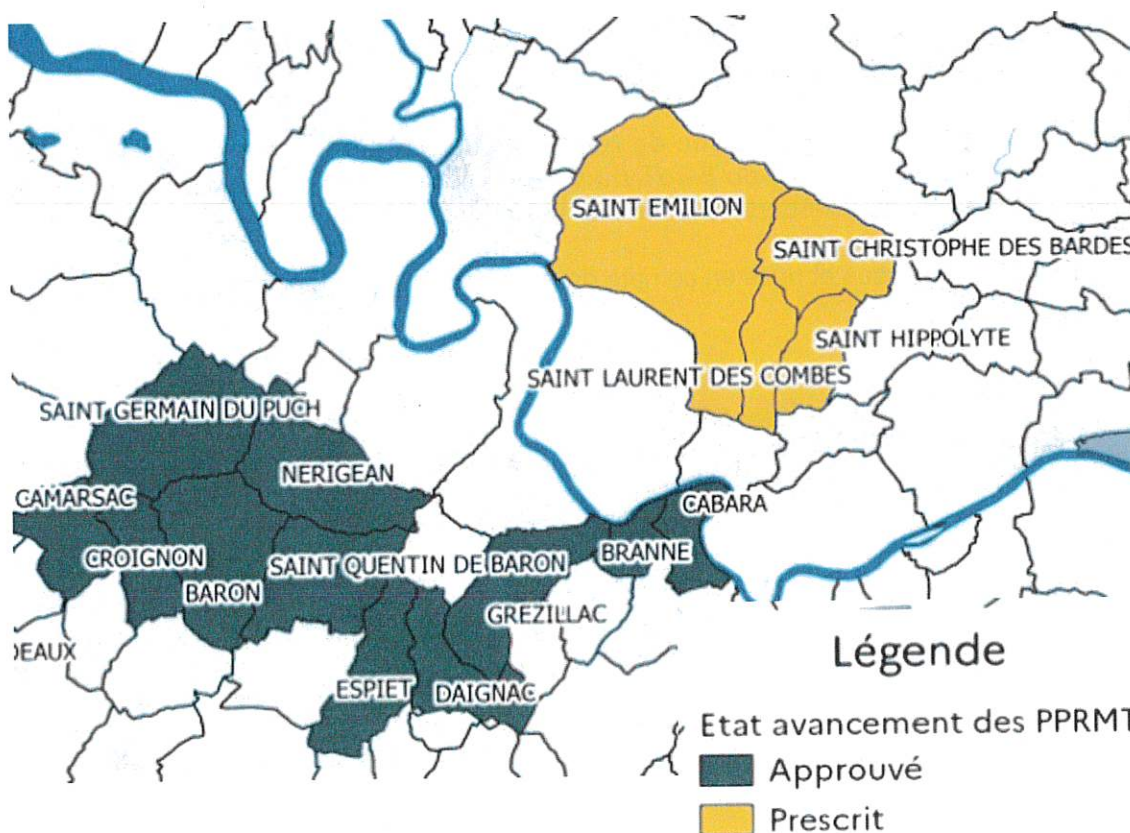 SAINT EMILION
SAINT CHRISTOPHE DES BARDES
SAINT HIPPOLYTE
SAINT LAURENT DES COMBES
SAINT GERMAIN DU PUCH
NERIGEAN
CAMARSAC
CABARA
CROIGNON
SAINT QUENTIN DE BARON
BRANNE
BARON
GREZILLAC
DEAUX
ESPIET
DAIGNAC
Légende
Etat avancement des PPRMT
Approuvé
Prescrit